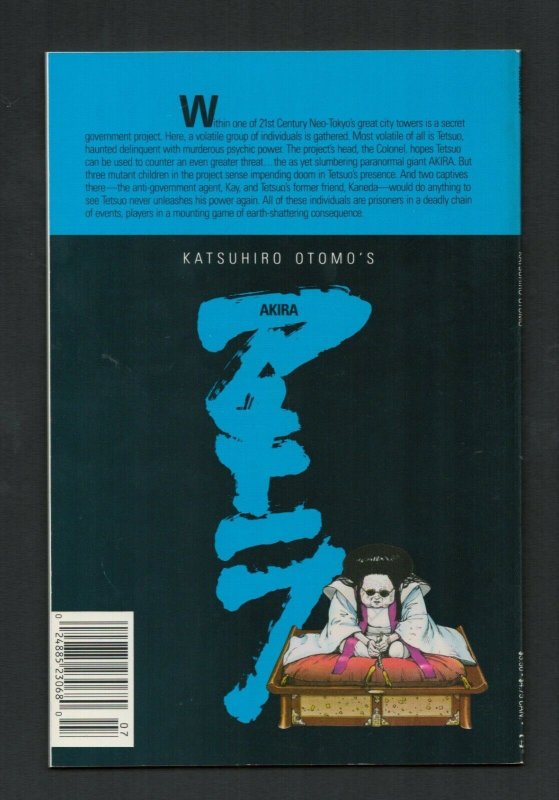 Within one of 21st Century Neo-Tokyo's great city towers is a secret
government project. Here, a volatile group of individuals is gathered. Most volatile of all is Tetsuo,
haunted delinquent with murderous psychic power. The project's head, the Colonel, hopes Tetsuo
can be used to counter an even greater threat... the as yet slumbering paranormal giant AKIRA. But
three mutant children in the project sense impending doom in Tetsuo's presence. And two captives
there—the anti-government agent, Kay, and Tetsuo's former friend, Kaneda—would do anything to
see Tetsuo never unleashes his power again. All of these individuals are prisoners in a deadly chain
of events, players in a mounting game of earth-shattering consequence.
KATSUHIRO OTOMO'S
AKIRA
アキラ
07
0 24885 23068 0